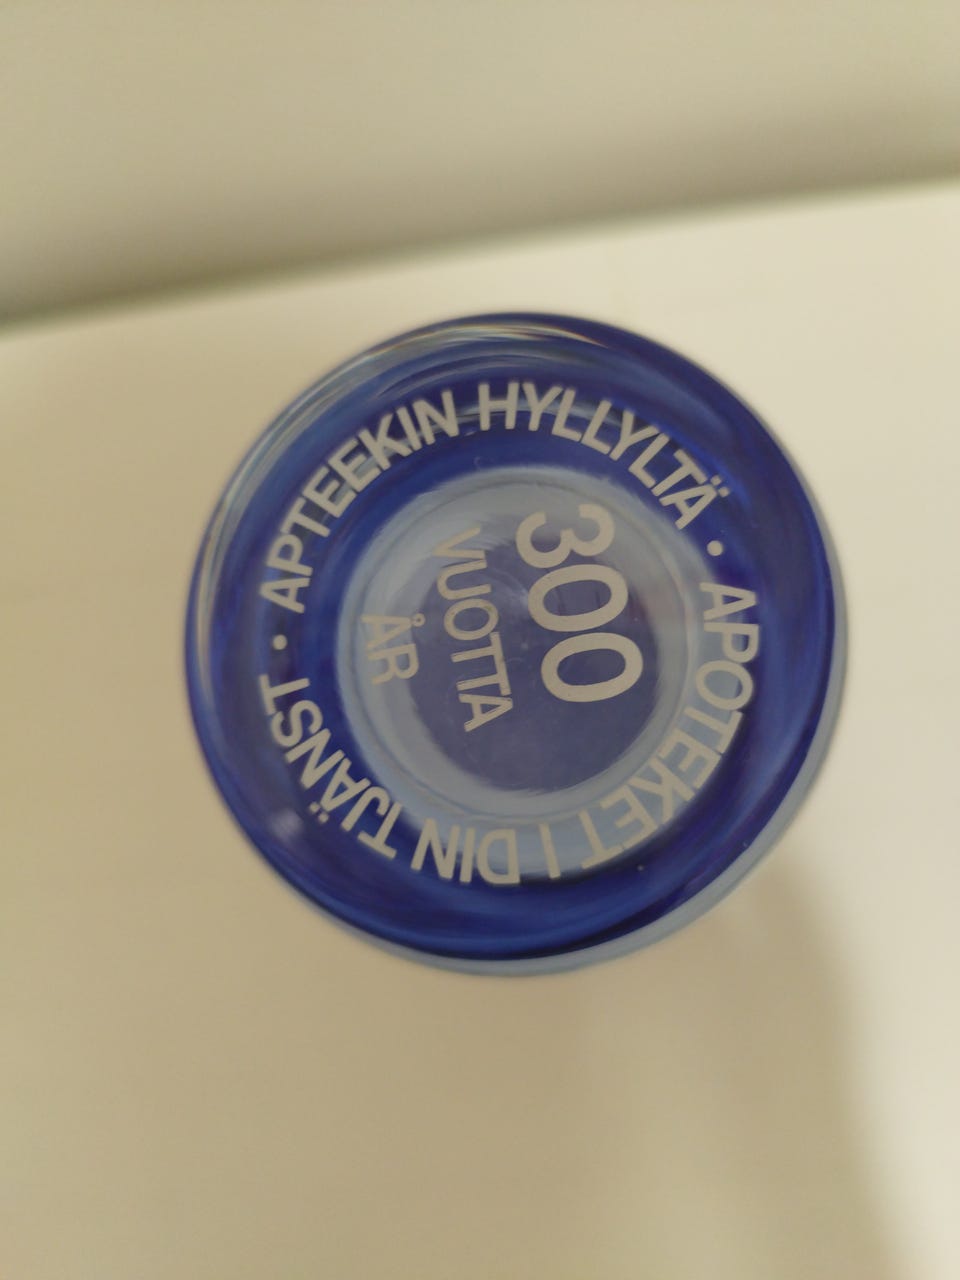 APTEEKIN HYLLYLTÄ • APOTEKET I DIN TJÄNST •
300
VUOTTA
ÅR